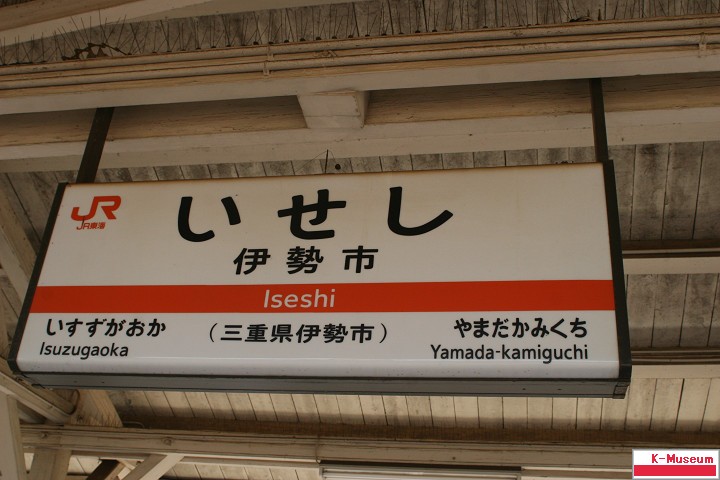 JR
JR東海
いせし
伊勢市
Iseshi
いすずがおか
Isuzugaoka
（三重県伊勢市）
やまだかみくち
Yamada-kamiguchi
K-Museum